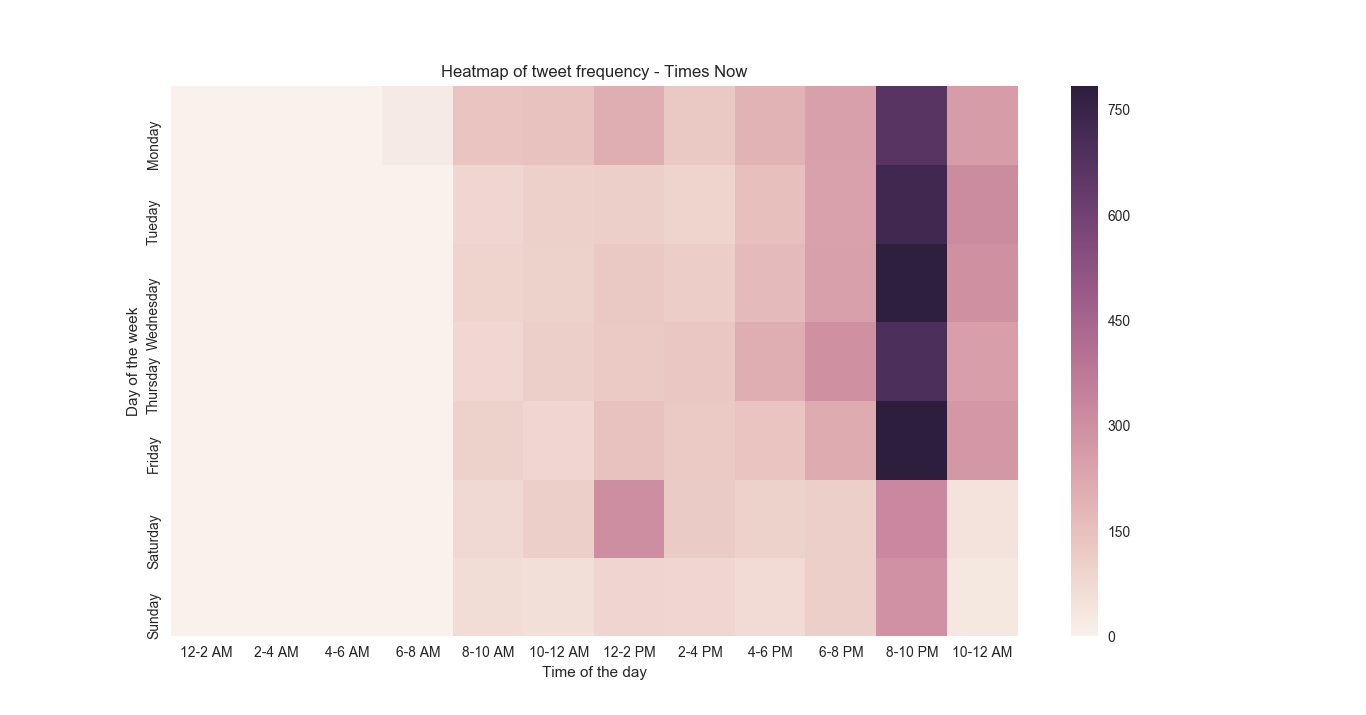 Heatmap of tweet frequency - Times Now
Day of the week
Monday
Tueday
Wednesday
Thursday
Friday
Saturday
Sunday
12-2 AM 2-4 AM 4-6 AM 6-8 AM 8-10 AM 10-12 AM 12-2 PM 2-4 PM 4-6 PM 6-8 PM 8-10 PM 10-12 AM
Time of the day
750
600
450
300
150
0